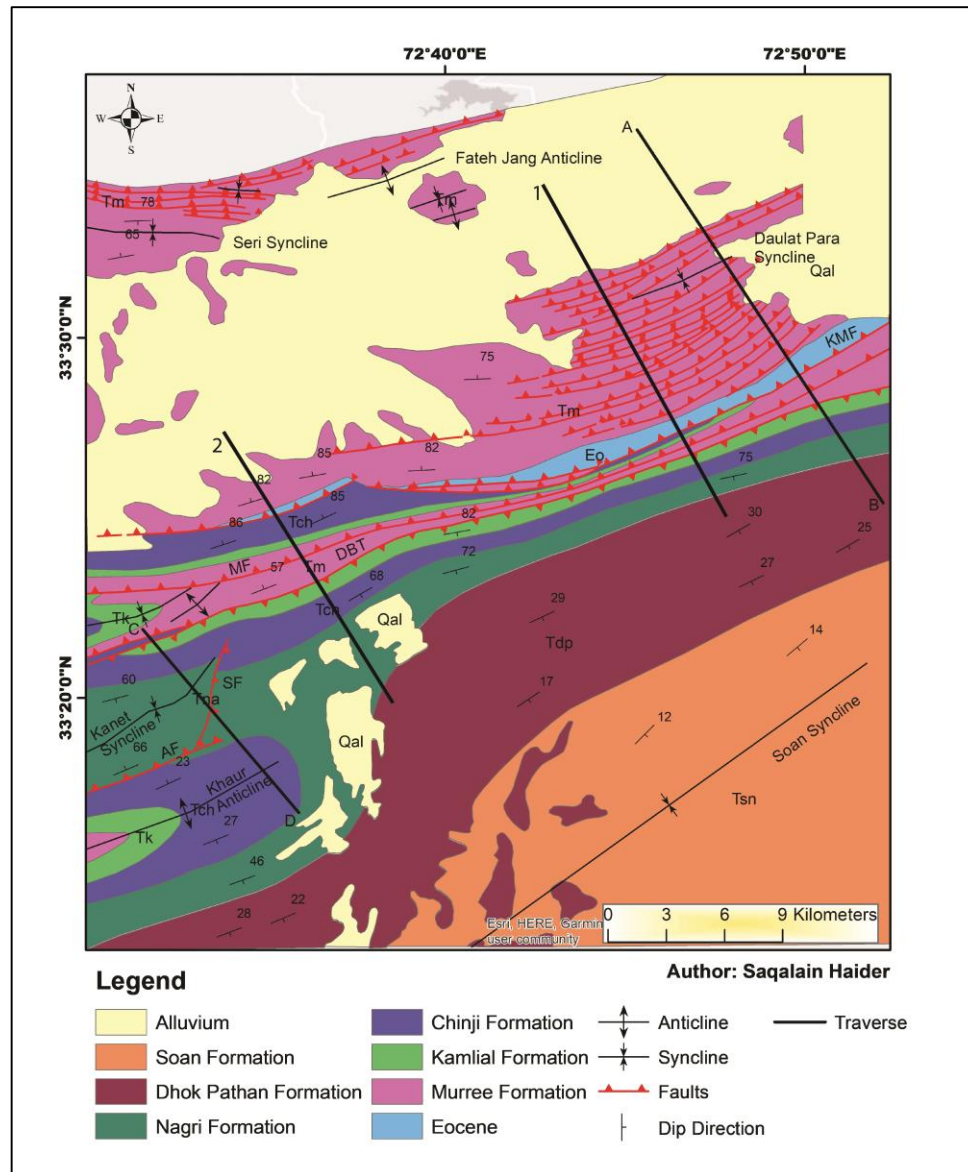 72°40'0"E
72°50'0"E
N
W
E
S
A
Fateh Jang Anticline
1
Tm
Tm
78
65
Seri Syncline
Daulat Para
Syncline
Qal
33°30'0"N
KMF
75
Tm
2
85
82
Eo
82
85
75
86
Tch
82
B
MF
DBT
30
25
57
Tm
72
68
27
Tk
C
Tch
29
Qal
14
Tdp
60
33°20'0"N
Tna
SF
17
Kanet
Syncline
12
66
AF
Qal
23
Soan Syncline
Khaur
Anticline
Tch
Tsn
Tk
27
D
46
22
28
Esri, HERE, Garmin
user community
0 3 6 9 Kilometers
Author: Saqalain Haider
Legend
Alluvium
Soan Formation
Dhok Pathan Formation
Nagri Formation
Chinji Formation
Kamlial Formation
Murree Formation
Eocene
Anticline
Syncline
Faults
Dip Direction
Traverse